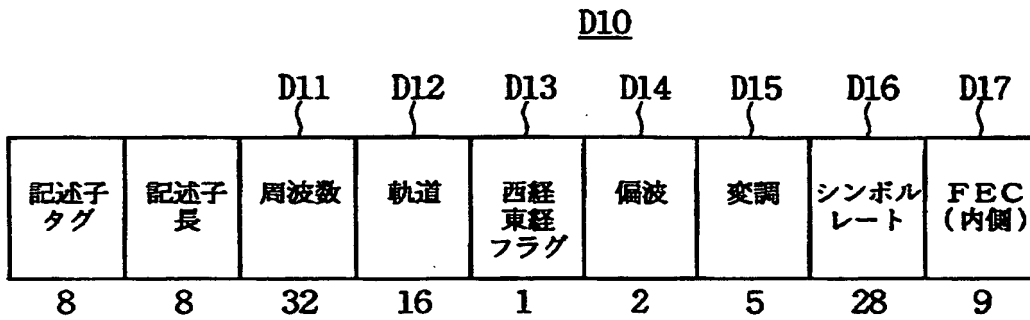 D10
D11 D12 D13 D14 D15 D16 D17
記述子
タグ
記述子
長
周波数
軌道
西経
東経
フラグ
偏波
変調
シンボル
レート
FEC
(内側)
8 8 32 16 1 2 5 28 9